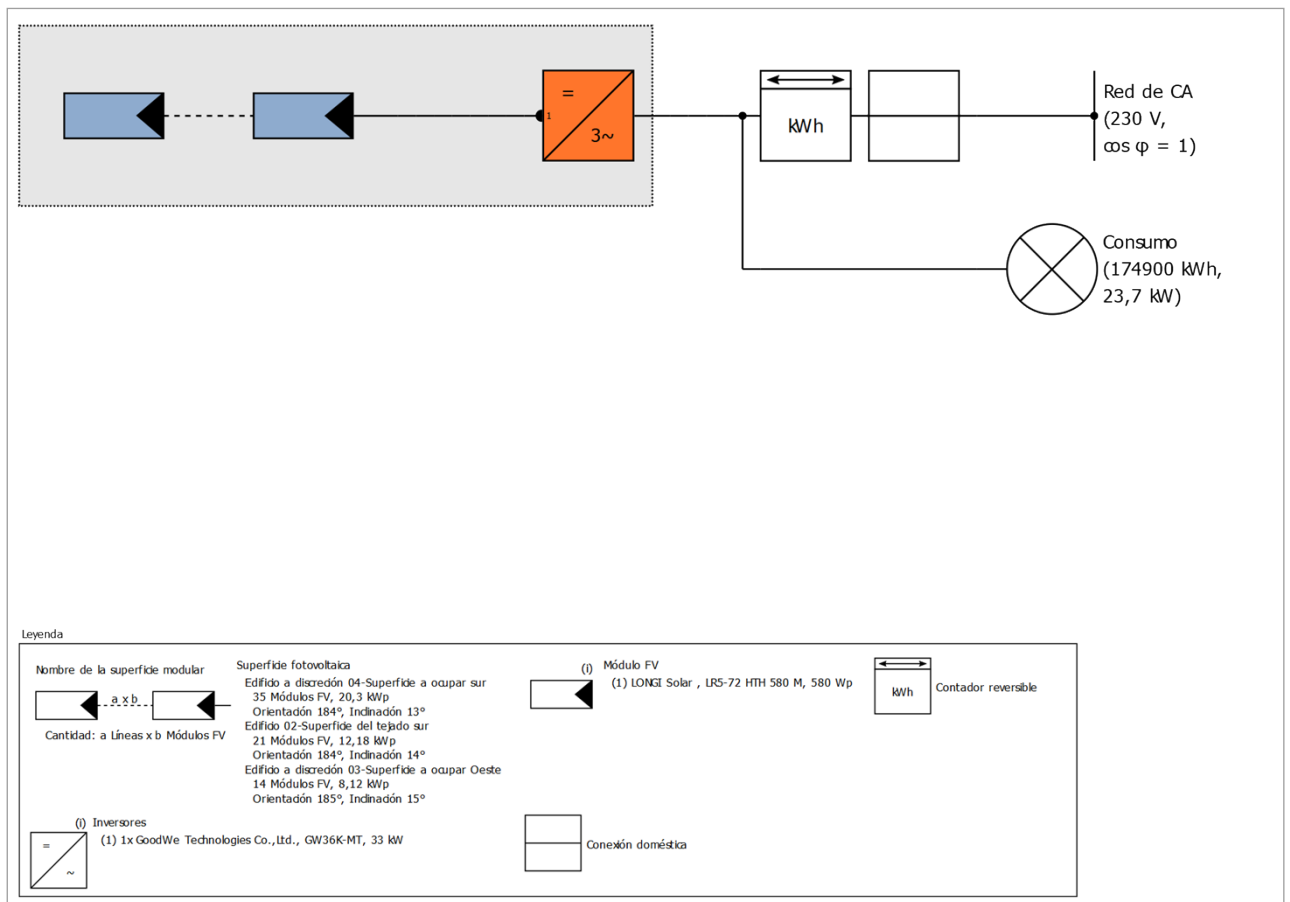 =
1
3~
kWh
Red de CA
(230 V,
cos φ = 1)
Consumo
(174900 kWh,
23,7 kW)
Leyenda
Nombre de la superficie modular
a x b
Cantidad: a Líneas x b Módulos FV
Superficie fotovoltaica
Edificio a discreción 04-Superficie a ocupar sur
35 Módulos FV, 20,3 kWp
Orientación 184°, Inclinación 13°
Edificio 02-Superficie del tejado sur
21 Módulos FV, 12,18 kWp
Orientación 184°, Inclinación 14°
Edificio a discreción 03-Superficie a ocupar Oeste
14 Módulos FV, 8,12 kWp
Orientación 185°, Inclinación 15°
(i) Módulo FV
(1) LONGI Solar , LR5-72 HTH 580 M, 580 Wp
kWh
Contador reversible
(i) Inversores
(1) 1x GoodWe Technologies Co.,Ltd., GW36K-MT, 33 kW
=
~
Conexión doméstica